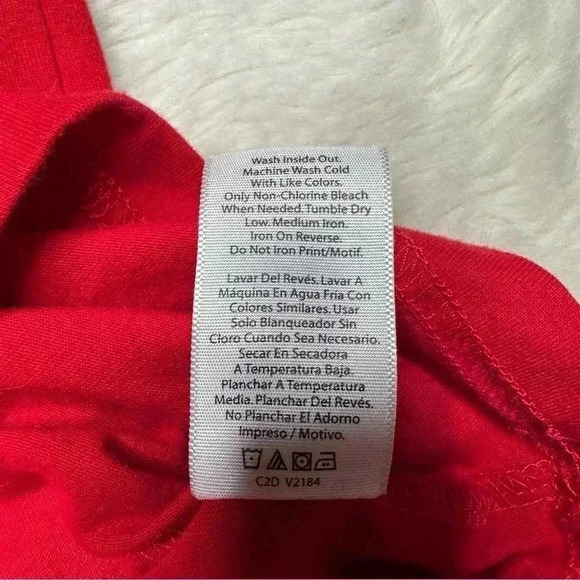 Wash Inside Out.
Machine Wash Cold
With Like Colors.
Only Non-Chlorine Bleach
When Needed. Tumble Dry
Low. Medium Iron.
Iron On Reverse.
Do Not Iron Print/Motif.
Lavar Del Revés. Lavar A
Máquina En Agua Fria Con
Colores Similares. Usar
Solo Blanqueador Sin
Cloro Cuando Sea Necesario.
Secar En Secadora
A Temperatura Baja.
Planchar A Temperatura
Media. Planchar Del Revés.
No Planchar El Adorno
Impreso / Motivo.
C2D V2184